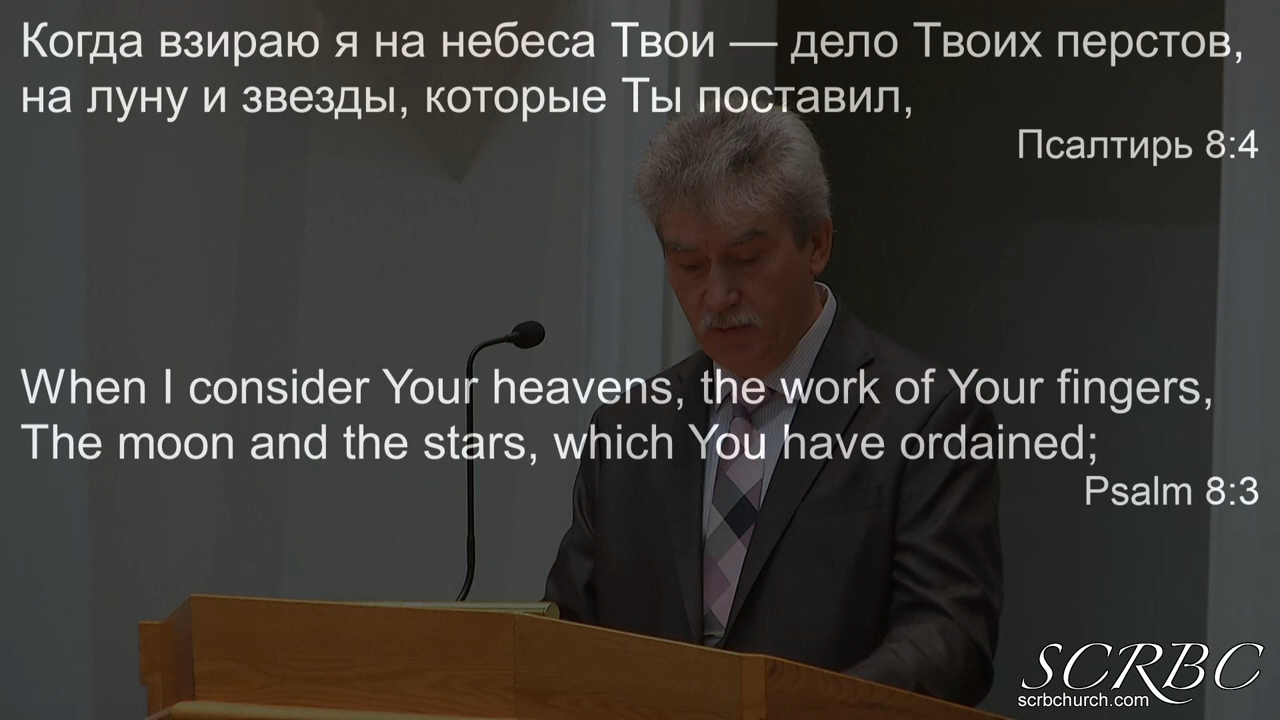 Когда взираю я на небеса Твои — дело Твоих перстов,
на луну и звезды, которые Ты поставил,
Псалтирь 8:4
When I consider Your heavens, the work of Your fingers,
The moon and the stars, which You have ordained;
Psalm 8:3
SCRBC
scrbchurch.com